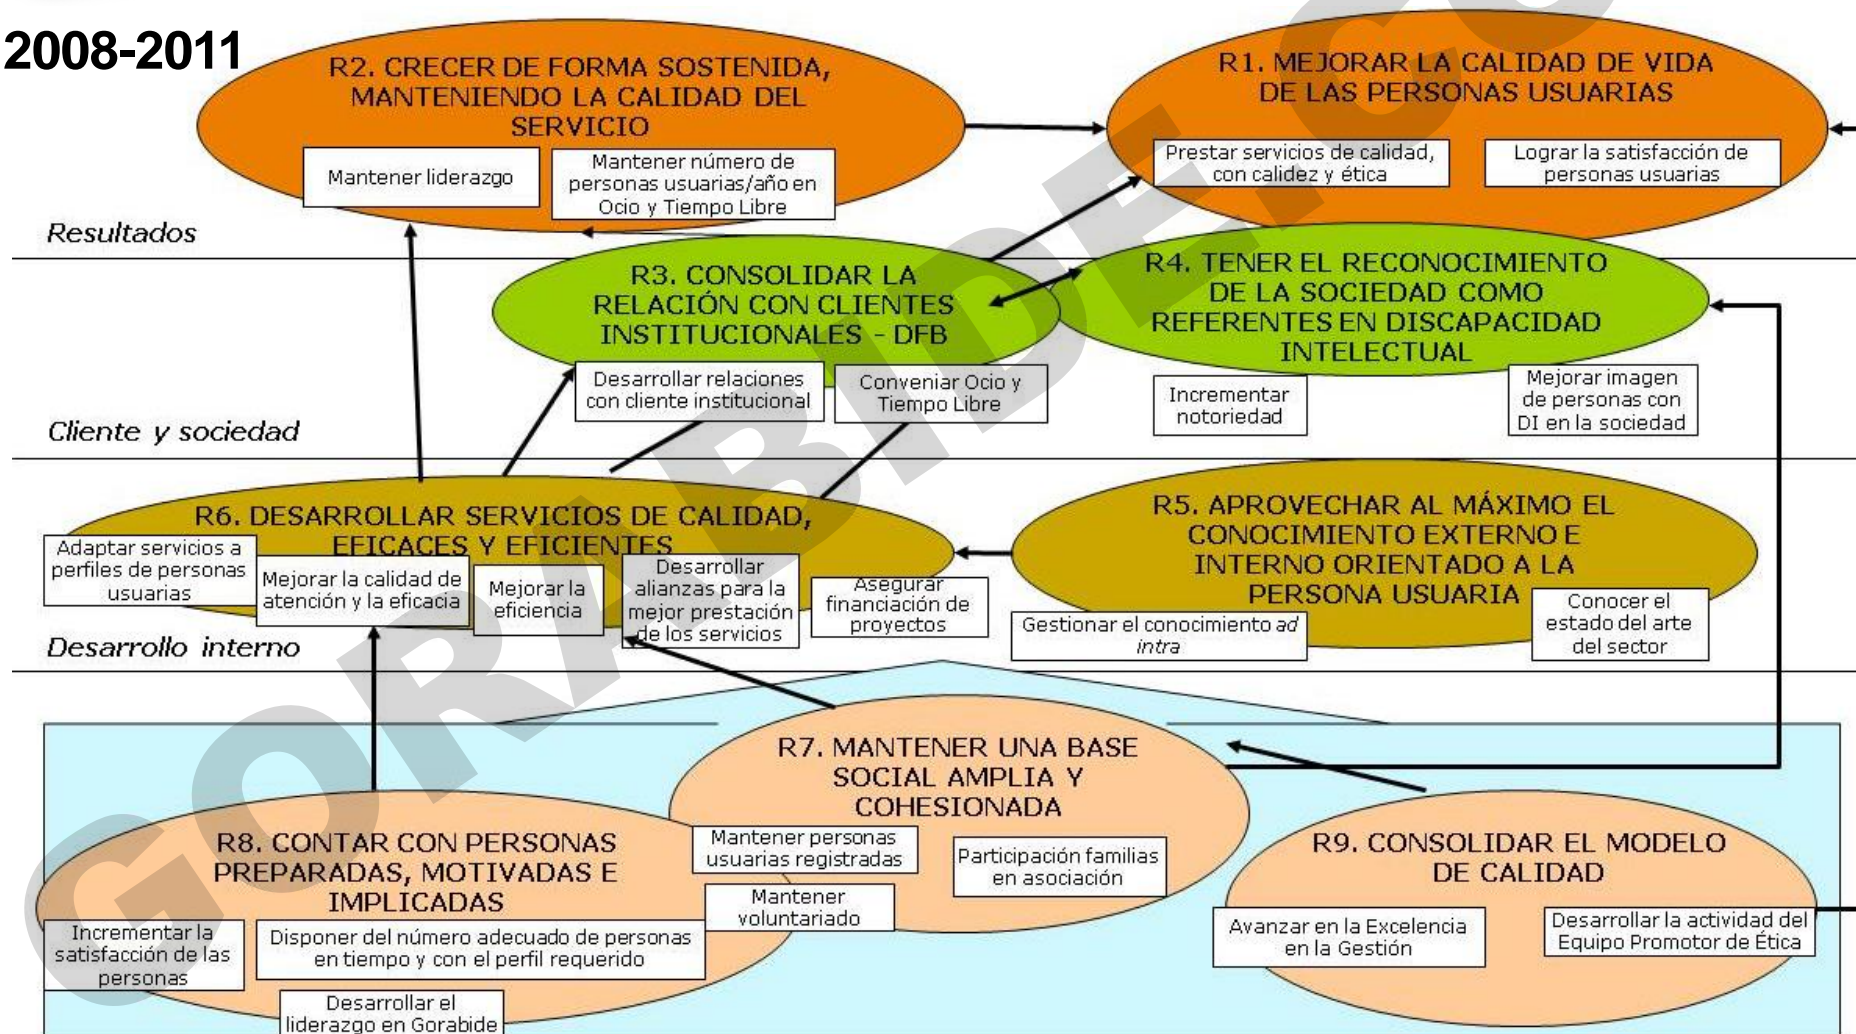 2008-2011
R2. CRECER DE FORMA SOSTENIDA,
MANTENIENDO LA CALIDAD DEL
SERVICIO
Mantener liderazgo
Mantener número de
personas usuarias/año en
Ocio y Tiempo Libre
R1. MEJORAR LA CALIDAD DE VIDA
DE LAS PERSONAS USUARIAS
Prestar servicios de calidad,
con calidez y ética
Lograr la satisfacción de
personas usuarias
Resultados
R3. CONSOLIDAR LA
RELACIÓN CON CLIENTES
INSTITUCIONALES - DFB
Desarrollar relaciones
con cliente institucional
Conveniar Ocio y
Tiempo Libre
R4. TENER EL RECONOCIMIENTO
DE LA SOCIEDAD COMO
REFERENTES EN DISCAPACIDAD
INTELECTUAL
Incrementar
notoriedad
Mejorar imagen
de personas con
DI en la sociedad
Cliente y sociedad
R6. DESARROLLAR SERVICIOS DE CALIDAD,
EFICACES Y EFICIENTES
Adaptar servicios a
perfiles de personas
usuarias
Mejorar la calidad de
atención y la eficacia
Mejorar la
eficiencia
Desarrollar
alianzas para la
mejor prestación
de los servicios
Asegurar
financiación de
proyectos
R5. APROVECHAR AL MÁXIMO EL
CONOCIMIENTO EXTERNO E
INTERNO ORIENTADO A LA
PERSONA USUARIA
Gestionar el conocimiento ad
intra
Conocer el
estado del arte
del sector
Desarrollo interno
R7. MANTENER UNA BASE
SOCIAL AMPLIA Y
COHESIONADA
Mantener personas
usuarias registradas
Participación familias
en asociación
Mantener
voluntariado
R8. CONTAR CON PERSONAS
PREPARADAS, MOTIVADAS E
IMPLICADAS
Incrementar la
satisfacción de las
personas
Disponer del número adecuado de personas
en tiempo y con el perfil requerido
Desarrollar el
liderazgo en Gorabide
R9. CONSOLIDAR EL MODELO
DE CALIDAD
Avanzar en la Excelencia
en la Gestión
Desarrollar la actividad del
Equipo Promotor de Ética
GORABIDE.CO